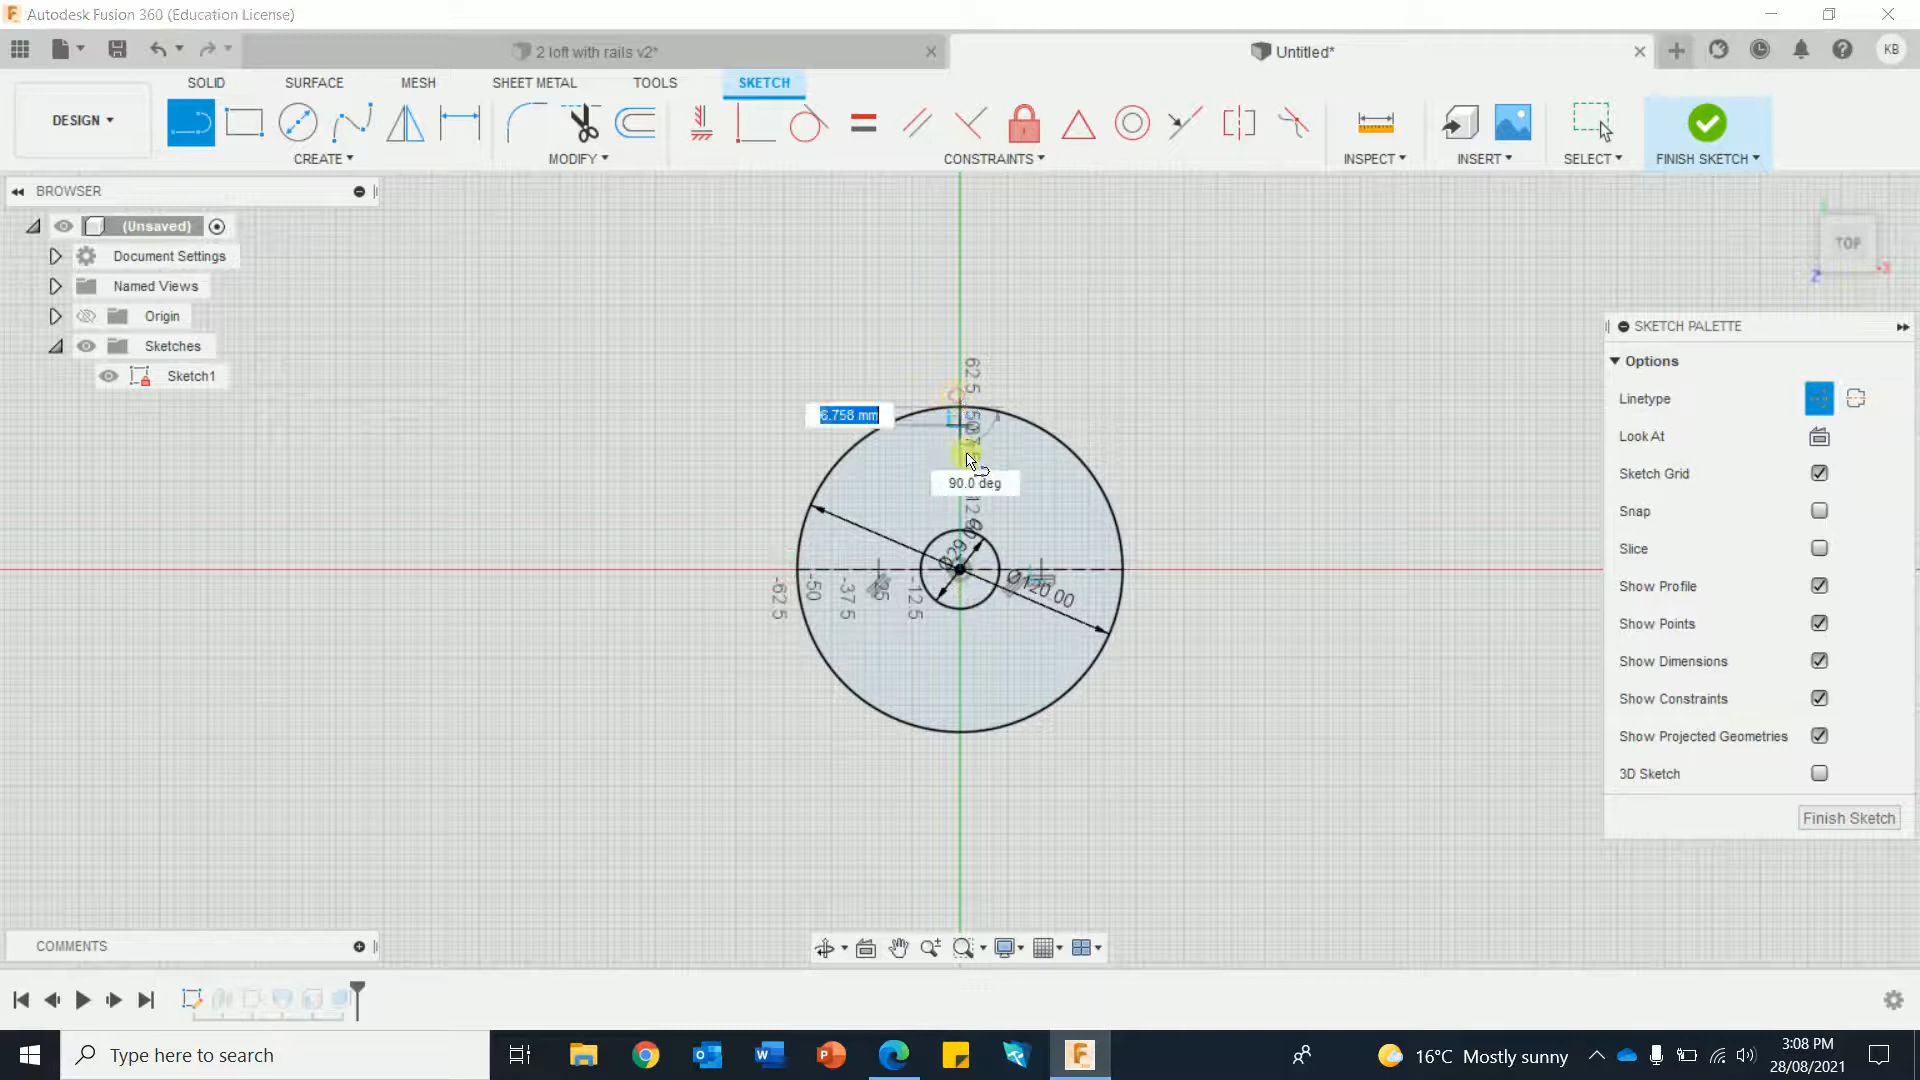 Autodesk Fusion 360 (Education License)
2 loft with rails v2*
Untitled*
KB
SOLID
SURFACE
MESH
SHEET METAL
TOOLS
SKETCH
DESIGN
CREATE
MODIFY
CONSTRAINTS
INSPECT
INSERT
SELECT
FINISH SKETCH
BROWSER
(Unsaved)
Document Settings
Named Views
Origin
Sketches
Sketch1
TOP
Z
62.5
6.758 mm
90.0 deg
Ø120.00
-62.5
-50
-37.5
-12.5
SKETCH PALETTE
Options
Linetype
Look At
Sketch Grid
Snap
Slice
Show Profile
Show Points
Show Dimensions
Show Constraints
Show Projected Geometries
3D Sketch
Finish Sketch
COMMENTS
Type here to search
16°C Mostly sunny
3:08 PM
28/08/2021